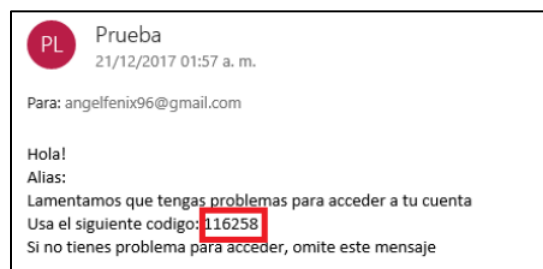 PL
Prueba
21/12/2017 01:57 a. m.
Para: angelfenix96@gmail.com
Hola!
Alias:
Lamentamos que tengas problemas para acceder a tu cuenta
Usa el siguiente codigo: 116258
Si no tienes problema para acceder, omite este mensaje